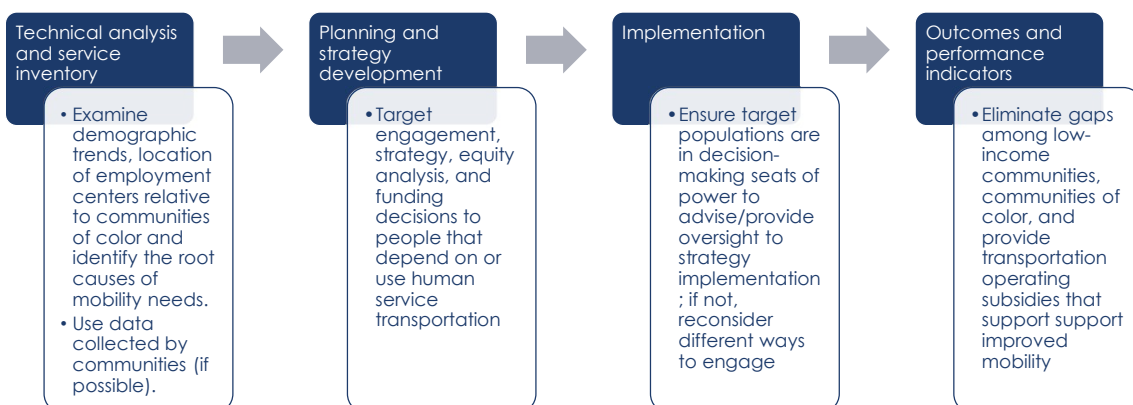 Technical analysis
and service
inventory
• Examine
demographic
trends, location
of employment
centers relative
to communities
of color and
identify the root
causes of
mobility needs.
• Use data
collected by
communities (if
possible).
Planning and
strategy
development
• Target
engagement,
strategy, equity
analysis, and
funding
decisions to
people that
depend on or
use human
service
transportation
Implementation
• Ensure target
populations are
in decision-
making seats of
power to
advise/provide
oversight to
strategy
implementation
; if not,
reconsider
different ways
to engage
Outcomes and
performance
indicators
• Eliminate gaps
among low-
income
communities,
communities of
color, and
provide
transportation
operating
subsidies that
support support
improved
mobility